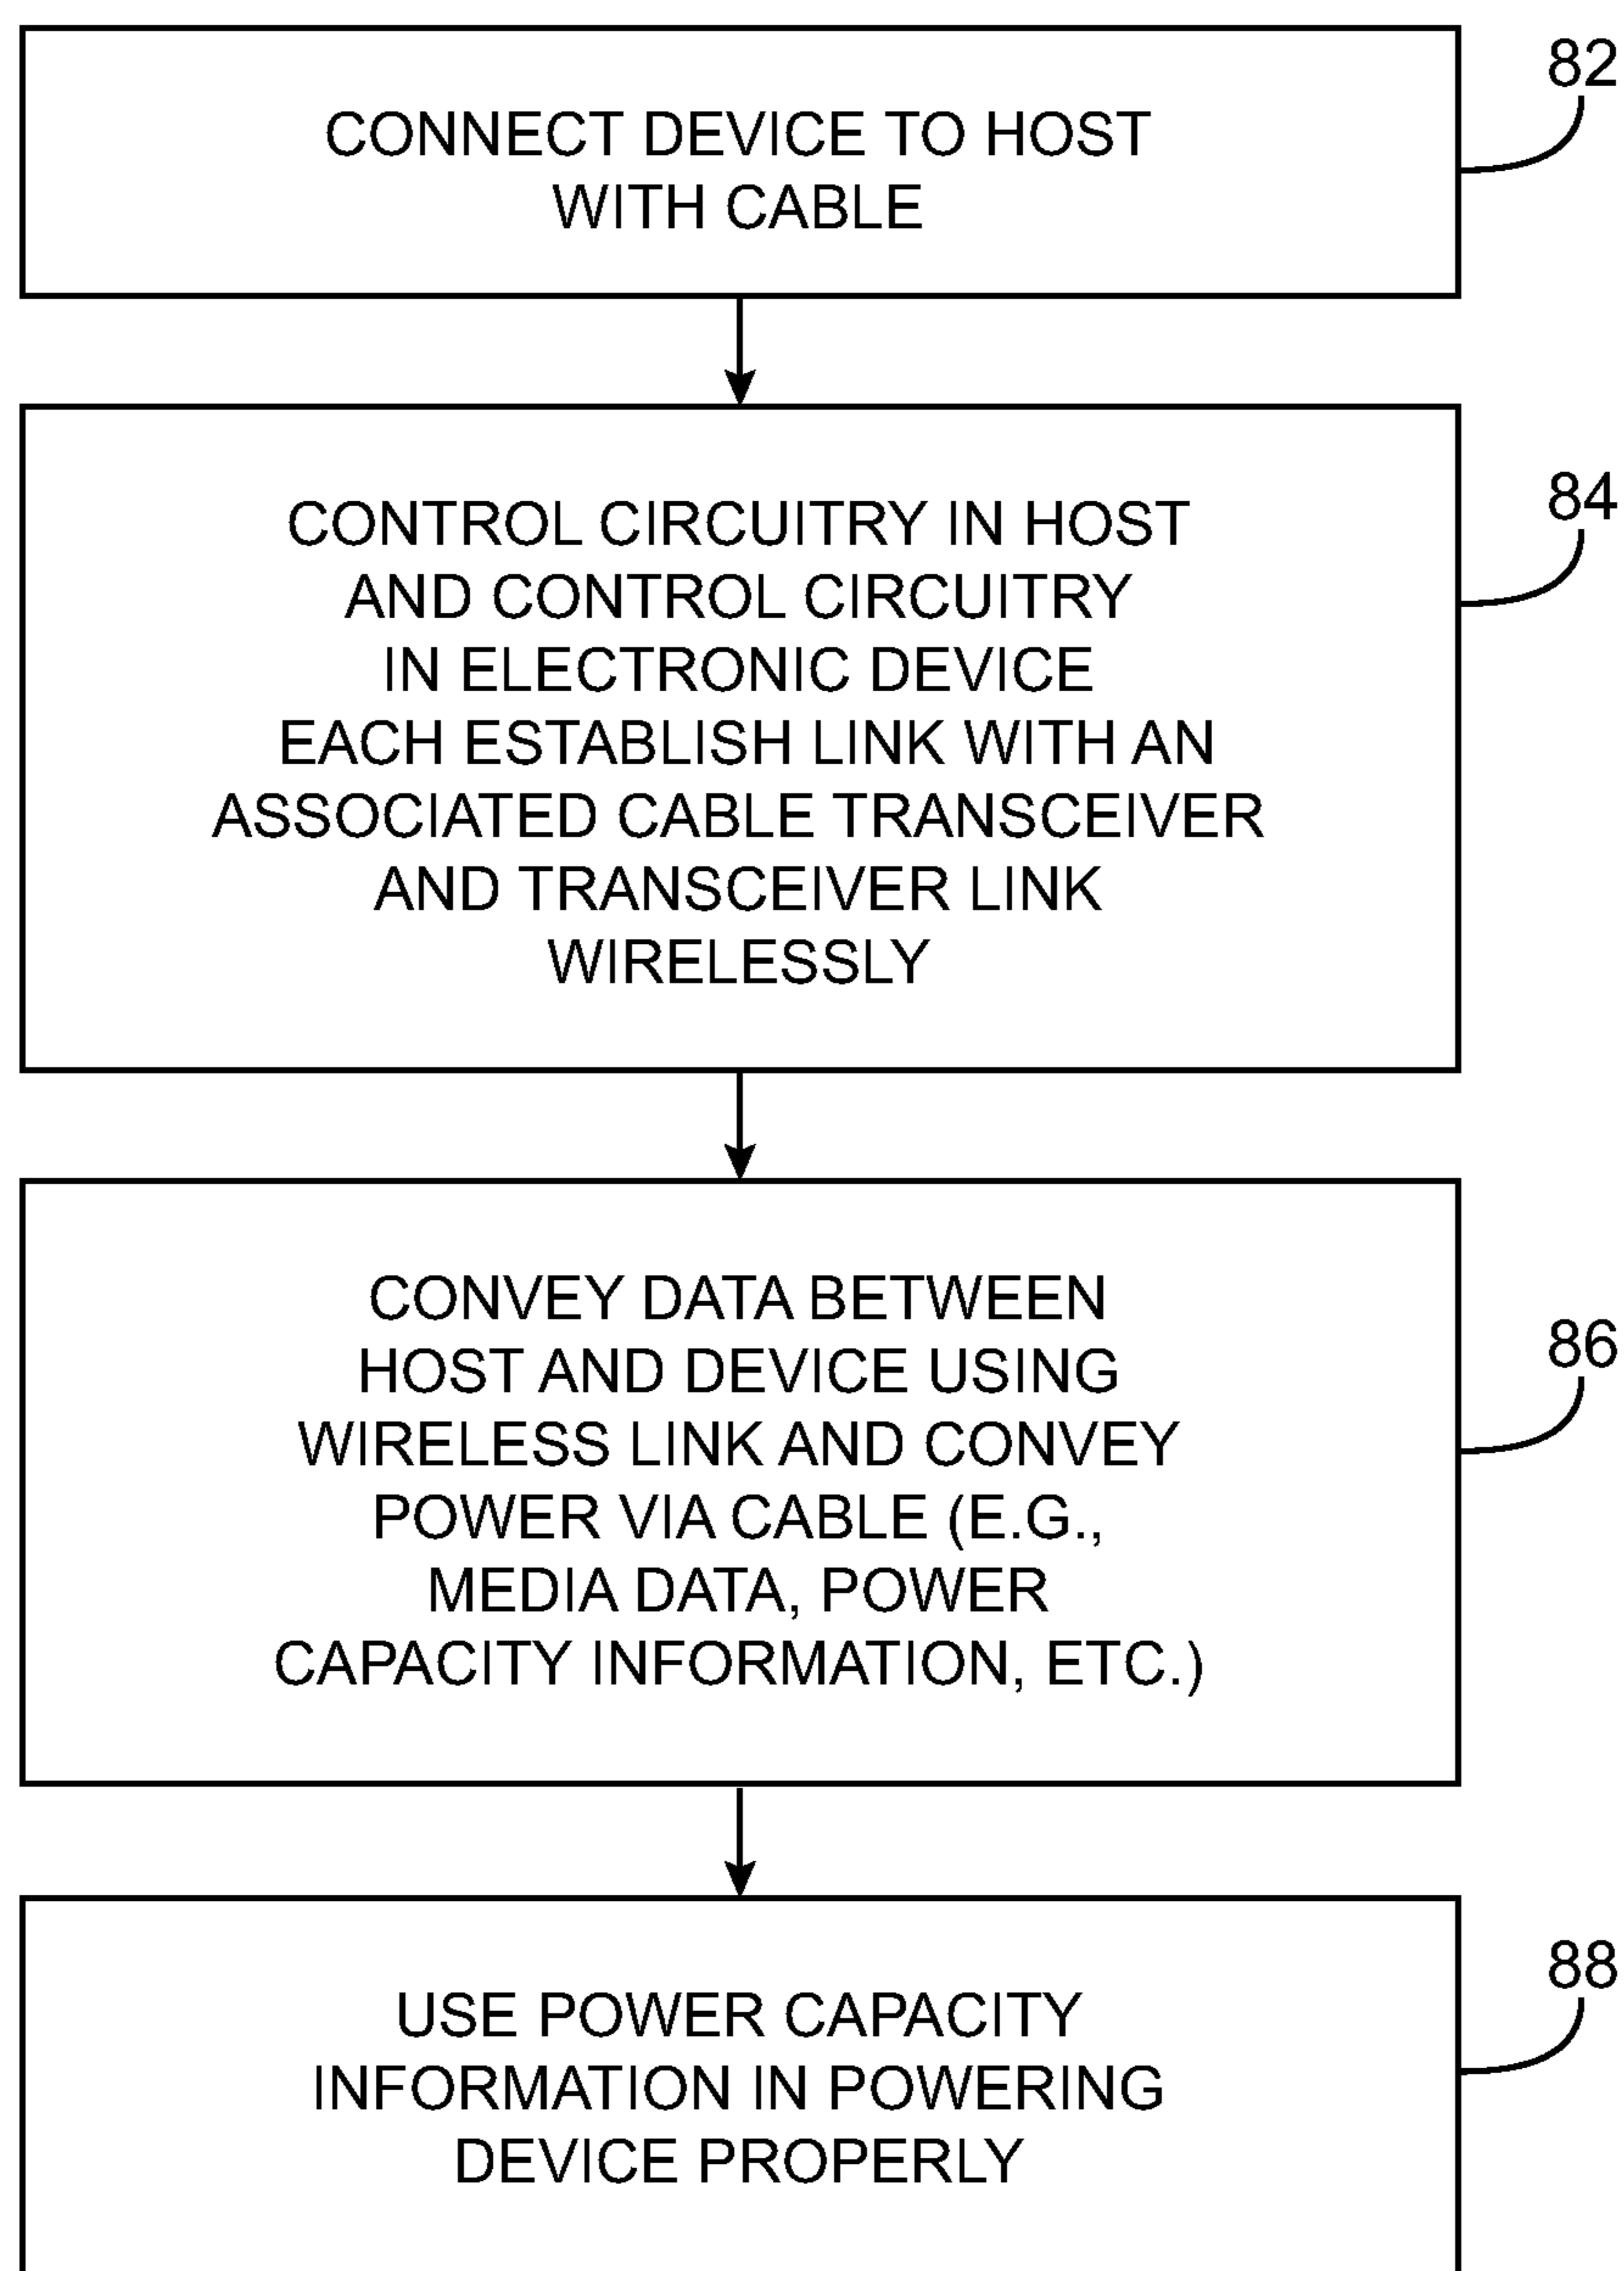 82
CONNECT DEVICE TO HOST
WITH CABLE
84
CONTROL CIRCUITRY IN HOST
AND CONTROL CIRCUITRY
IN ELECTRONIC DEVICE
EACH ESTABLISH LINK WITH AN
ASSOCIATED CABLE TRANSCEIVER
AND TRANSCEIVER LINK
WIRELESSLY
86
CONVEY DATA BETWEEN
HOST AND DEVICE USING
WIRELESS LINK AND CONVEY
POWER VIA CABLE (E.G.,
MEDIA DATA, POWER
CAPACITY INFORMATION, ETC.)
88
USE POWER CAPACITY
INFORMATION IN POWERING
DEVICE PROPERLY